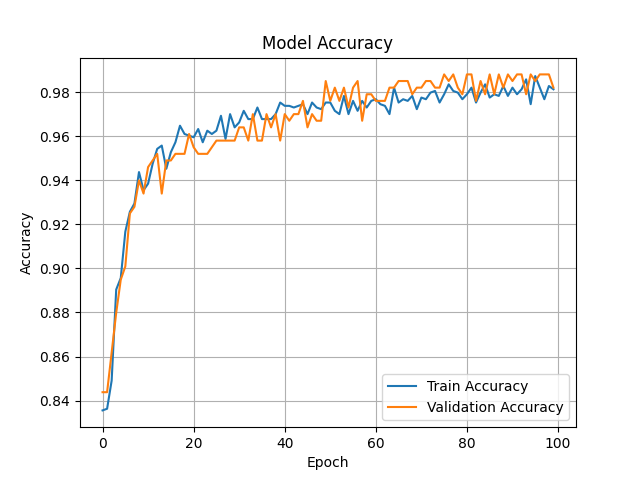 Model Accuracy
Accuracy
0.98
0.96
0.94
0.92
0.90
0.88
0.86
0.84
Train Accuracy
Validation Accuracy
0 20 40 60 80 100
Epoch